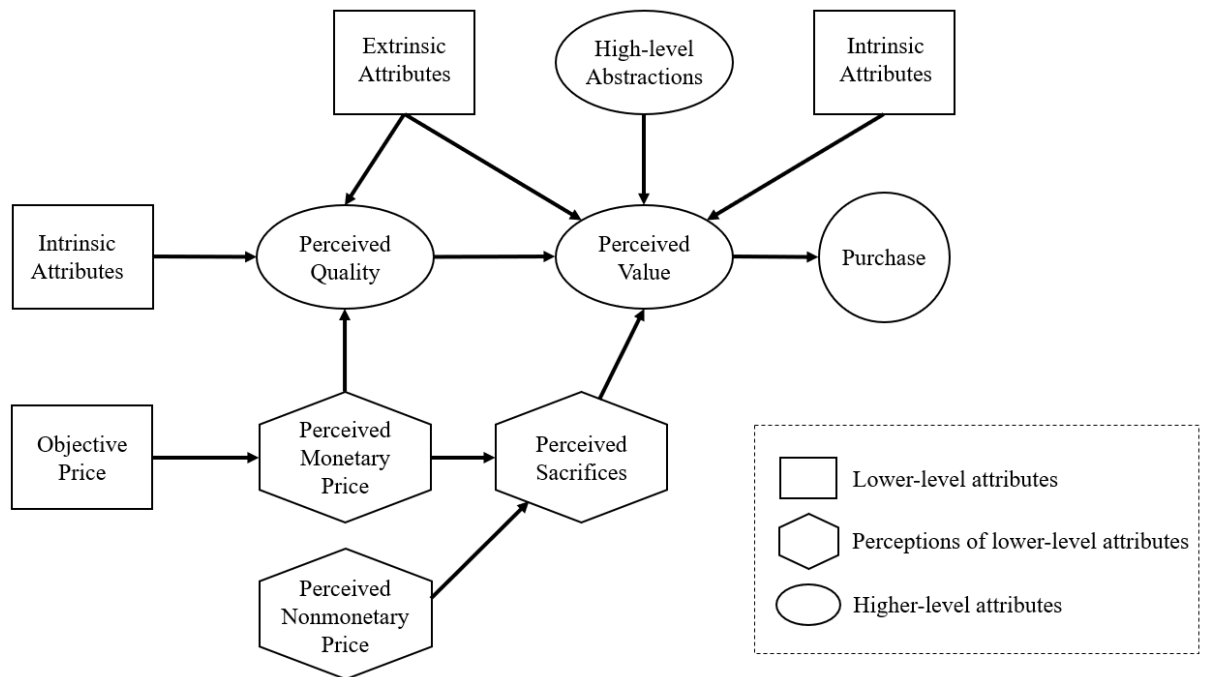 Extrinsic
Attributes
High-level
Abstractions
Intrinsic
Attributes
Intrinsic
Attributes
Perceived
Quality
Perceived
Value
Purchase
Objective
Price
Perceived
Monetary
Price
Perceived
Sacrifices
Perceived
Nonmonetary
Price
Lower-level attributes
Perceptions of lower-level attributes
Higher-level attributes